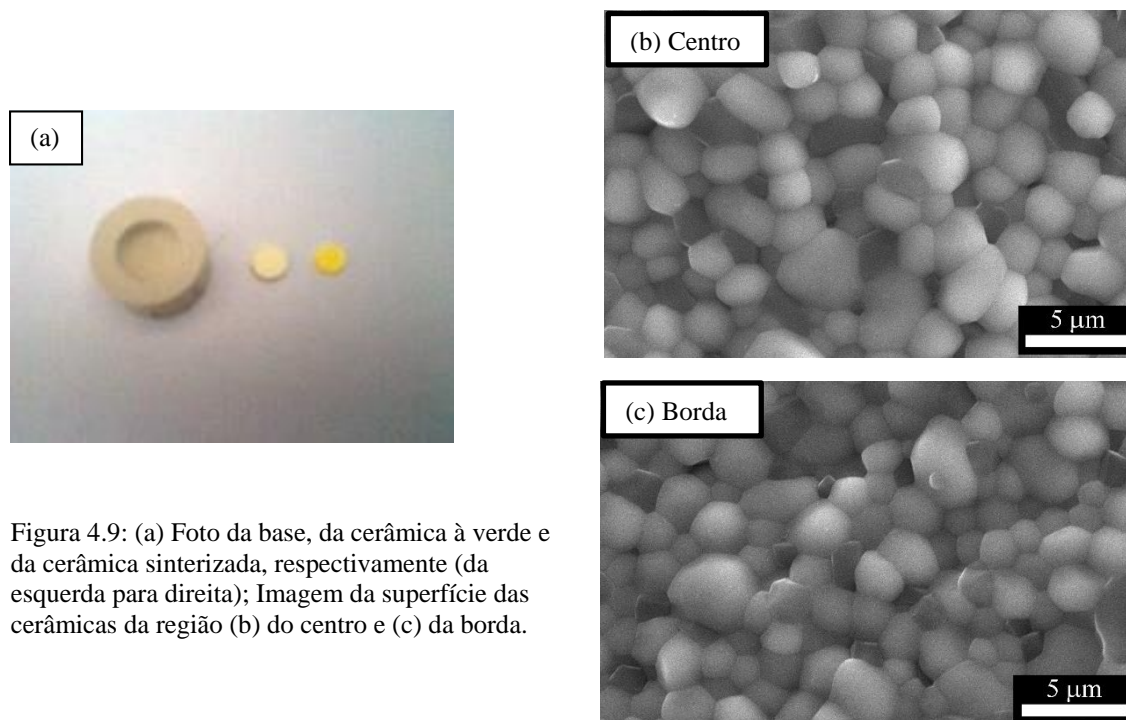 (a)
(b) Centro
5 μm
(c) Borda
5 μm
Figura 4.9: (a) Foto da base, da cerâmica à verde e
da cerâmica sinterizada, respectivamente (da
esquerda para direita); Imagem da superfície das
cerâmicas da região (b) do centro e (c) da borda.